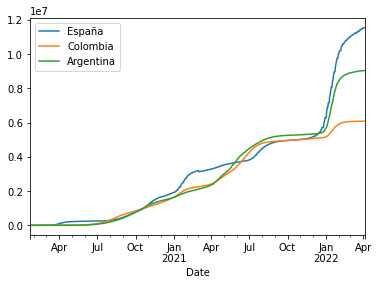 1e7
España
Colombia
Argentina
1.2
1.0
0.8
0.6
0.4
0.2
0.0
Apr Jul Oct Jan Apr Jul Oct Jan Apr
2021 2022
Date